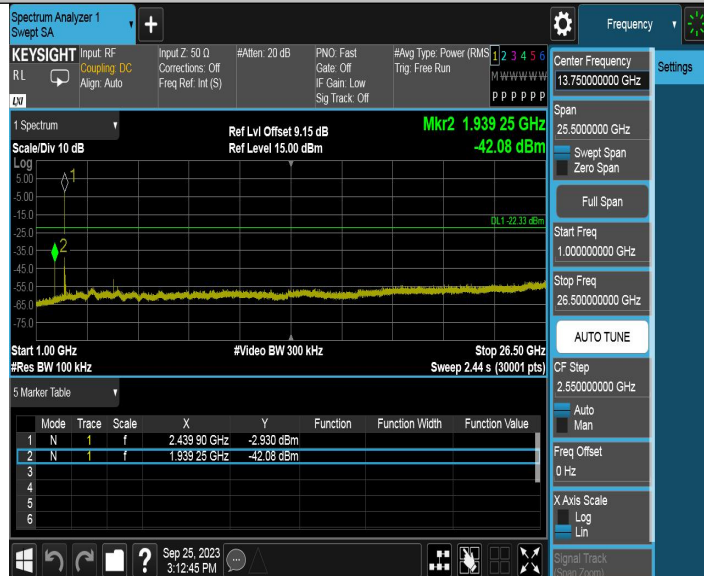 Spectrum Analyzer 1
Swept SA
Frequency
KEYSIGHT
RL
LXI
Input: RF
Coupling: DC
Align: Auto
Input Z: 50 Ω
Corrections: Off
Freq Ref: Int (S)
#Atten: 20 dB
PNO: Fast
Gate: Off
IF Gain: Low
Sig Track: Off
#Avg Type: Power (RMS
Trig: Free Run
1 2 3 4 5 6
M W W W W W
P P P P P P
Center Frequency
13.750000000 GHz
Settings
Span
25.5000000 GHz
Swept Span
Zero Span
Full Span
Start Freq
1.000000000 GHz
Stop Freq
26.500000000 GHz
AUTO TUNE
CF Step
2.550000000 GHz
Auto
Man
Freq Offset
0 Hz
X Axis Scale
Log
Lin
Signal Track
(Span Zoom)
1 Spectrum
Scale/Div 10 dB
Ref Lvl Offset 9.15 dB
Ref Level 15.00 dBm
Mkr2 1.939 25 GHz
-42.08 dBm
Log
5.00
-5.00
-15.0
-25.0
-35.0
-45.0
-55.0
-65.0
-75.0
1
2
DL1 -22.33 dBm
Start 1.00 GHz
#Res BW 100 kHz
#Video BW 300 kHz
Stop 26.50 GHz
Sweep 2.44 s (30001 pts)
5 Marker Table
Mode Trace Scale X Y Function Function Width Function Value
1 N 1 f 2.439 90 GHz -2.930 dBm
2 N 1 f 1.939 25 GHz -42.08 dBm
3
4
5
6
?
Sep 25, 2023
3:12:45 PM